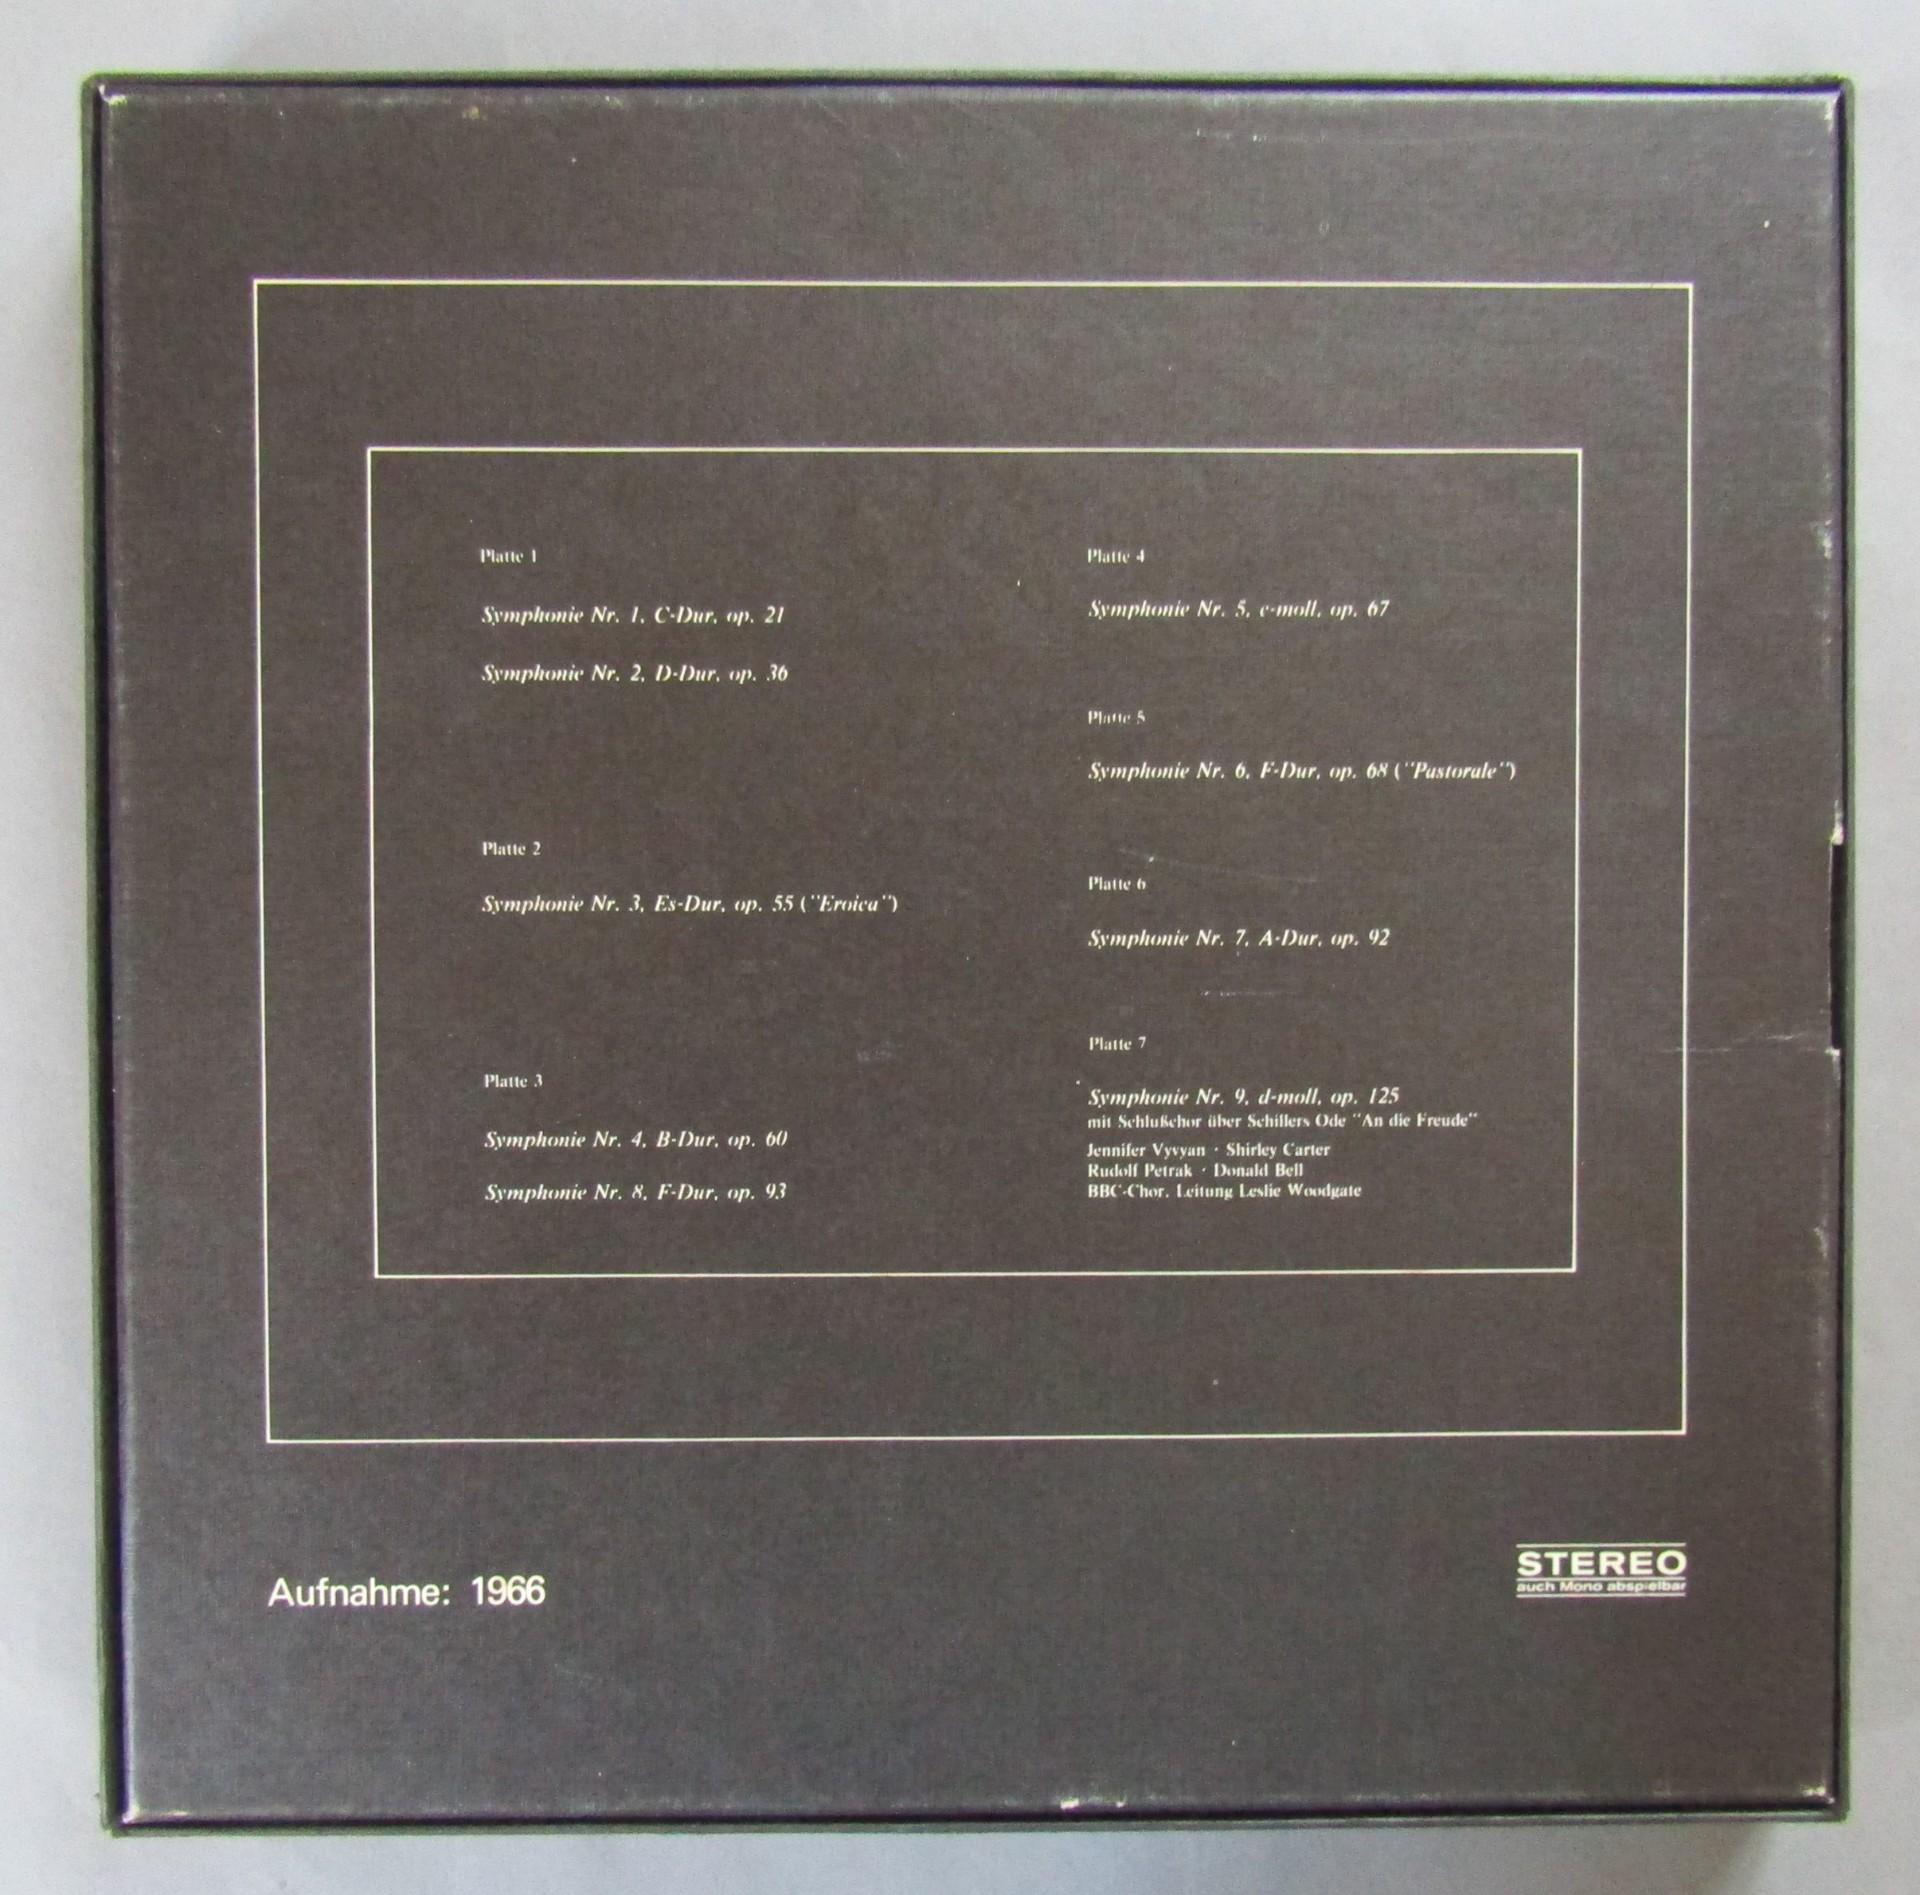 Platte 1
Symphonie Nr. 1, C-Dur, op. 21
Symphonie Nr. 2, D-Dur, op. 36
Platte 2
Symphonie Nr. 3, Es-Dur, op. 55 ("Eroica")
Platte 3
Symphonie Nr. 4, B-Dur, op. 60
Symphonie Nr. 8, F-Dur, op. 93
Platte 4
Symphonie Nr. 5, c-moll, op. 67
Platte 5
Symphonie Nr. 6, F-Dur, op. 68 ("Pastorale")
Platte 6
Symphonie Nr. 7, A-Dur, op. 92
Platte 7
Symphonie Nr. 9, d-moll, op. 125
mit Schlußchor über Schillers Ode "An die Freude"
Jennifer Vyvyan · Shirley Carter
Rudolf Petrak · Donald Bell
BBC-Chor, Leitung Leslie Woodgate
Aufnahme: 1966
STEREO
auch Mono abspielbar